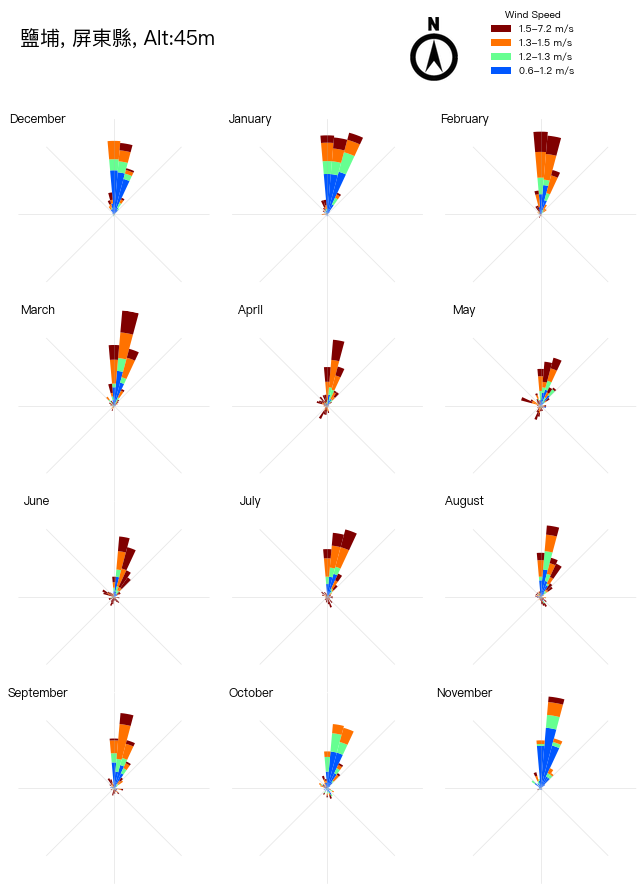 鹽埔, 屏東縣, Alt:45m
N
Wind Speed
1.5–7.2 m/s
1.3–1.5 m/s
1.2–1.3 m/s
0.6–1.2 m/s
December
January
February
March
April
May
June
July
August
September
October
November